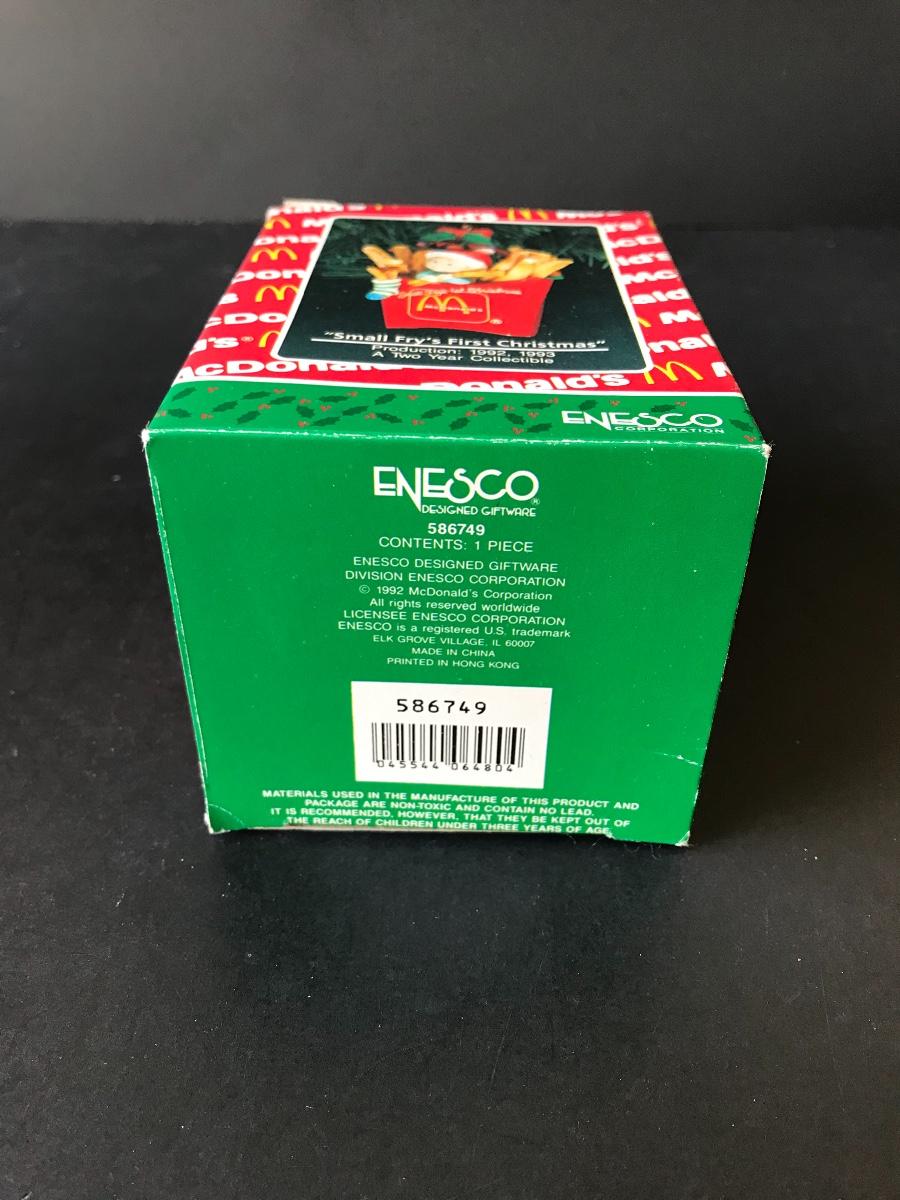 "Small Fry's First Christmas"
Production: 1992, 1993
A Two Year Collectible
McDonald's
ENESCO
CORPORATION
ENESCO®
DESIGNED GIFTWARE
586749
CONTENTS: 1 PIECE
ENESCO DESIGNED GIFTWARE
DIVISION ENESCO CORPORATION
© 1992 McDonald's Corporation
All rights reserved worldwide
LICENSEE ENESCO CORPORATION
ENESCO is a registered U.S. trademark
ELK GROVE VILLAGE, IL 60007
MADE IN CHINA
PRINTED IN HONG KONG
586749
045544 064804
MATERIALS USED IN THE MANUFACTURE OF THIS PRODUCT AND
PACKAGE ARE NON-TOXIC AND CONTAIN NO LEAD.
IT IS RECOMMENDED, HOWEVER, THAT THEY BE KEPT OUT OF
THE REACH OF CHILDREN UNDER THREE YEARS OF AGE.